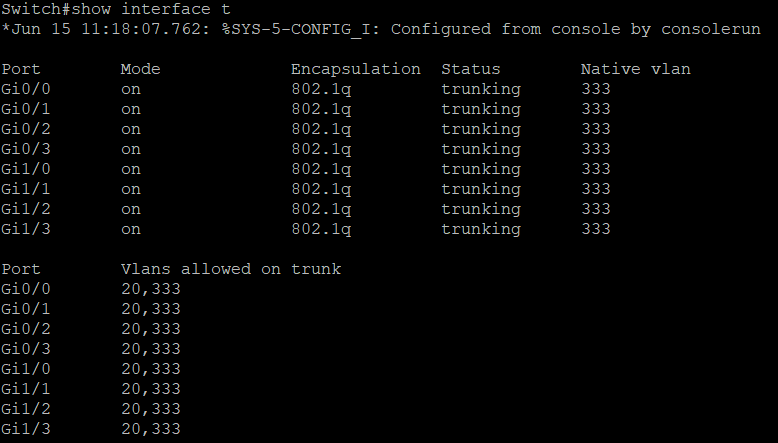 Switch#show interface t
*Jun 15 11:18:07.762: %SYS-5-CONFIG_I: Configured from console by consolerun
Port Mode Encapsulation Status Native vlan
Gi0/0 on 802.1q trunking 333
Gi0/1 on 802.1q trunking 333
Gi0/2 on 802.1q trunking 333
Gi0/3 on 802.1q trunking 333
Gi1/0 on 802.1q trunking 333
Gi1/1 on 802.1q trunking 333
Gi1/2 on 802.1q trunking 333
Gi1/3 on 802.1q trunking 333
Port Vlans allowed on trunk
Gi0/0 20,333
Gi0/1 20,333
Gi0/2 20,333
Gi0/3 20,333
Gi1/0 20,333
Gi1/1 20,333
Gi1/2 20,333
Gi1/3 20,333